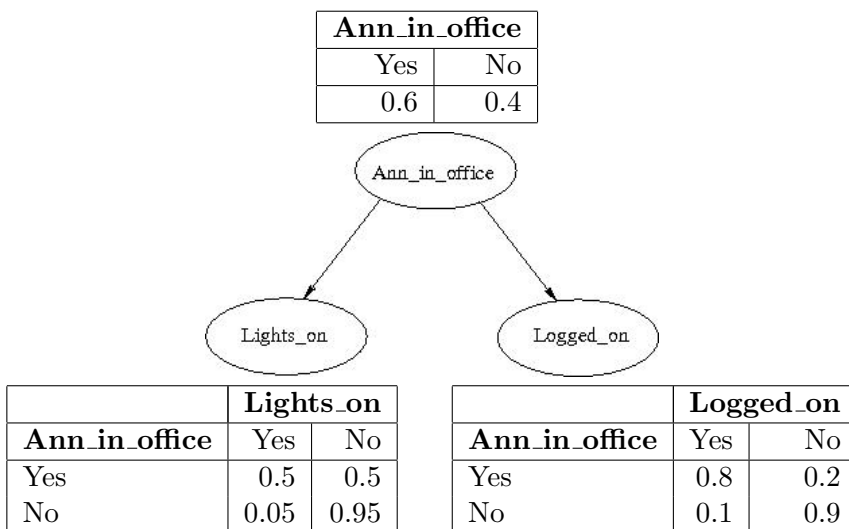 Ann_in_office
Yes No
0.6 0.4
Ann_in_office
Lights_on Logged_on
Lights_on
Ann_in_office Yes No
Yes 0.5 0.5
No 0.05 0.95
Logged_on
Ann_in_office Yes No
Yes 0.8 0.2
No 0.1 0.9